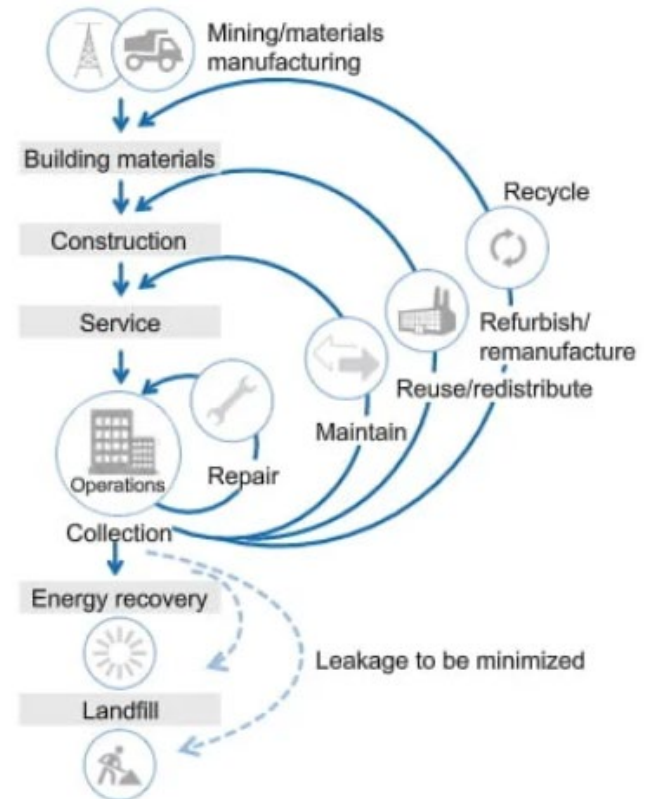 Mining/materials
manufacturing
Building materials
Recycle
Construction
Service
Refurbish/
remanufacture
Reuse/redistribute
Maintain
Repair
Operations
Collection
Energy recovery
Leakage to be minimized
Landfill